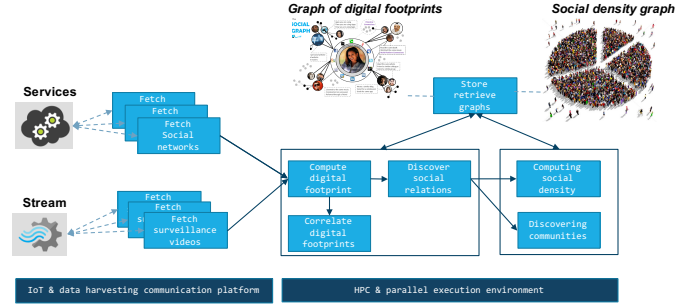 Graph of digital footprints
Social density graph
SOCIAL
GRAPH
Store
retrieve
graphs
Services
Fetch
Fetch
Fetch
Social
networks
Compute
digital
footprint
Discover
social
relations
Computing
social
density
Stream
Fetch
Fetch
Fetch
surveillance
videos
Correlate
digital
footprints
Discovering
communities
IoT & data harvesting communication platform
HPC & parallel execution environment